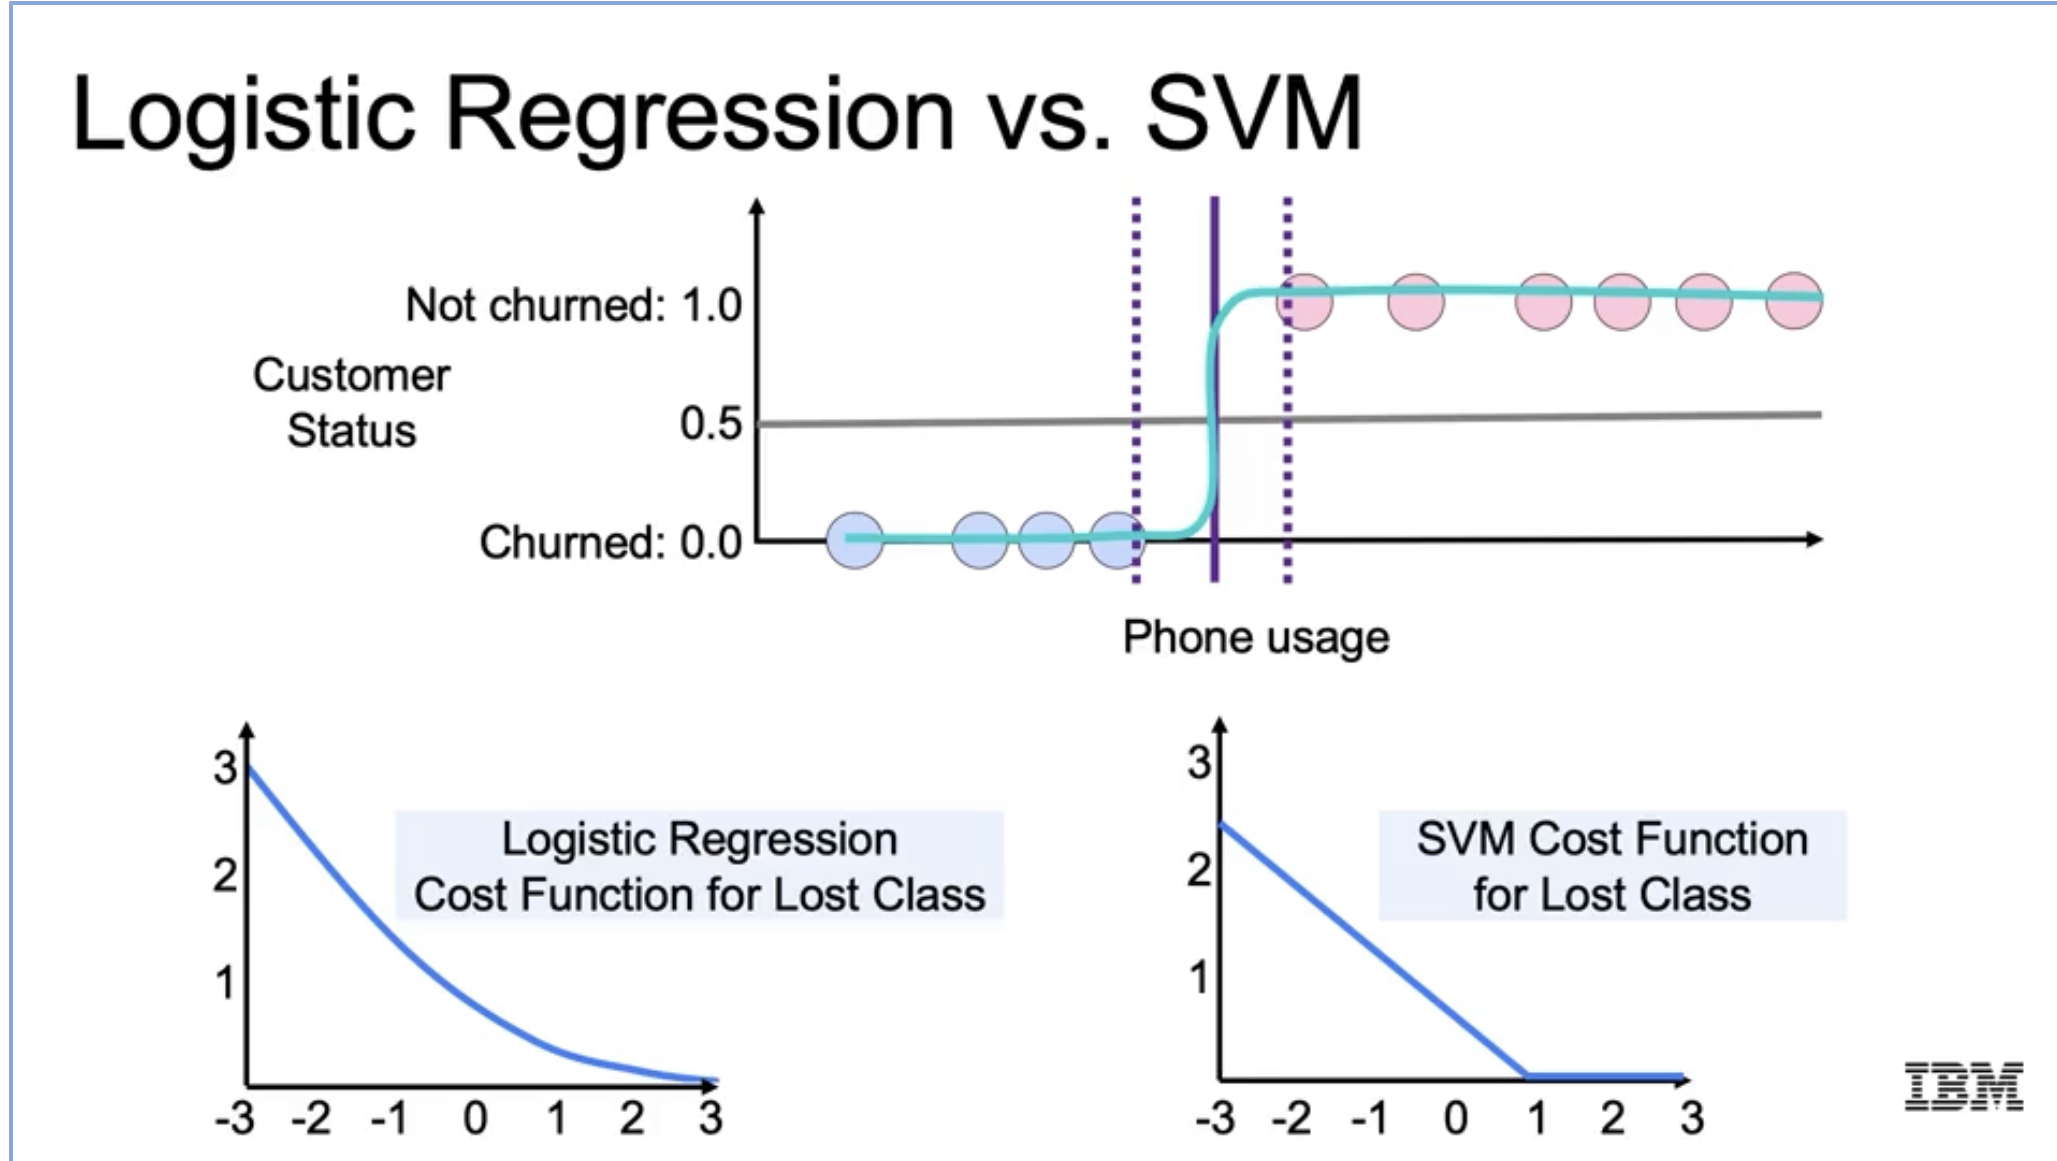 Logistic Regression vs. SVM
Not churned: 1.0
Customer
Status
0.5
Churned: 0.0
Phone usage
3
2
1
-3 -2 -1 0 1 2 3
Logistic Regression
Cost Function for Lost Class
3
2
1
-3 -2 -1 0 1 2 3
SVM Cost Function
for Lost Class
IBM